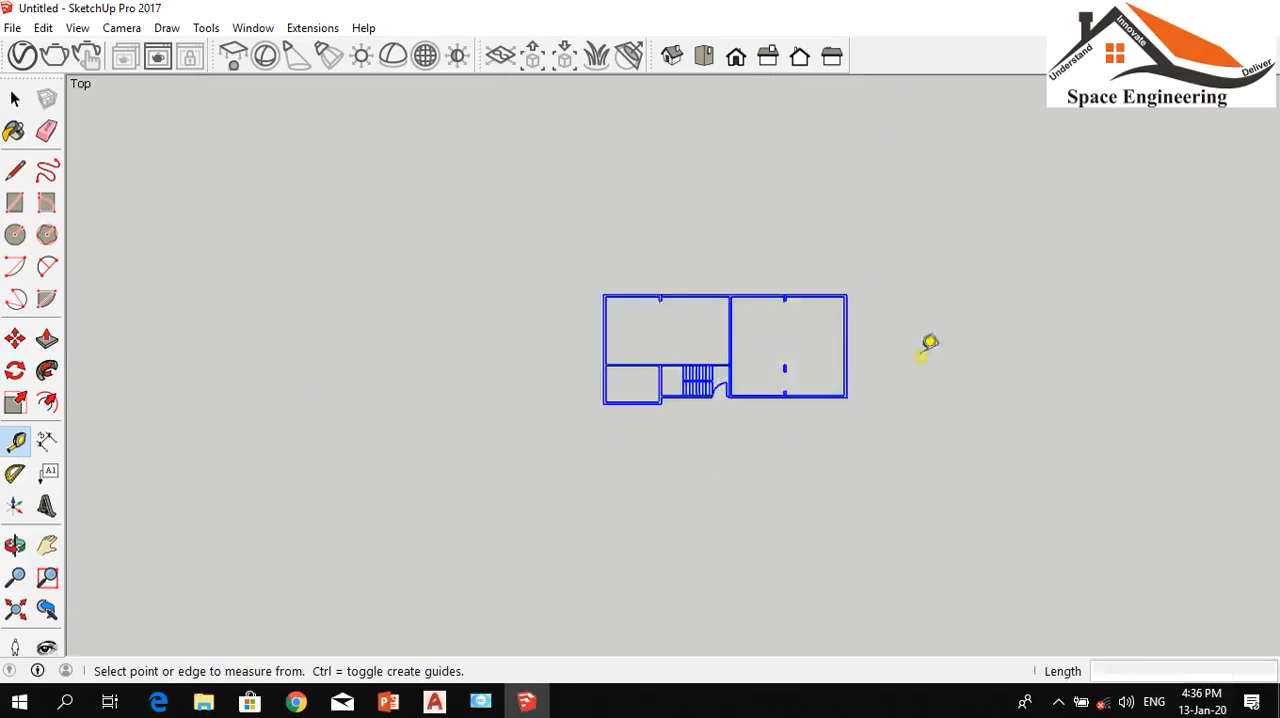 Untitled - SketchUp Pro 2017
File Edit View Camera Draw Tools Window Extensions Help
Top
Understand
Innovate
Deliver
Space Engineering
A1
Select point or edge to measure from. Ctrl = toggle create guides.
Length
ENG
4:36 PM
13-Jan-20